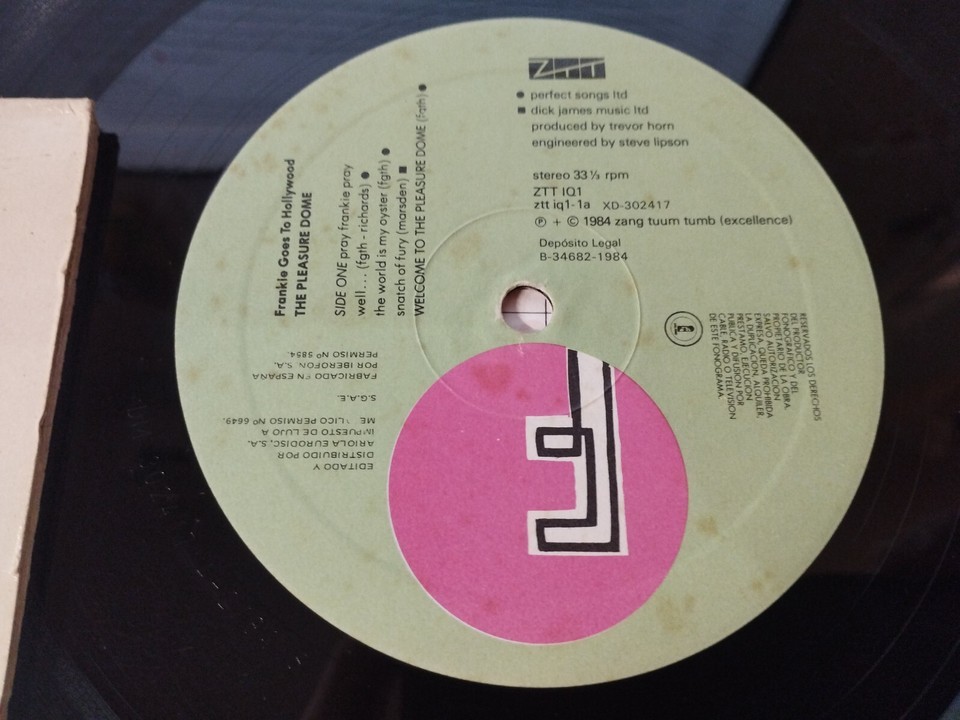 ZTT
● perfect songs ltd
■ dick james music ltd
produced by trevor horn
engineered by steve lipson
stereo 33⅓ rpm
ZTT IQ1
ztt iq1-1a XD-302417
℗ + © 1984 zang tuum tumb (excellence)
Depósito Legal
B-34682-1984
Frankie Goes To Hollywood
THE PLEASURE DOME
SIDE ONE pray frankie pray
well... (fgth - richards) ●
the world is my oyster (fgth) ●
snatch of fury (marsden) ■
WELCOME TO THE PLEASURE DOME (fgth) ●
RESERVADOS LOS DERECHOS
DEL PRODUCTOR
FONOGRAFICO Y DEL
PROPIETARIO DE LA OBRA
SALVO AUTORIZACION
EXPRESA, QUEDA PROHIBIDA
LA DUPLICACION, ALQUILER,
PRESTAMO, EJECUCION
PUBLICA Y DIFUSION POR
CABLE, RADIO O TELEVISION
DE ESTE FONOGRAMA
EDITADO Y
DISTRIBUIDO POR
ARIOLA EURODISC, S.A.
IMPUESTO DE LUJO A
ME LICO PERMISO Nº 6649.
S.G.A.E.
FABRICADO EN ESPAÑA
POR IBEROFON, S.A.
PERMISO Nº 5854.